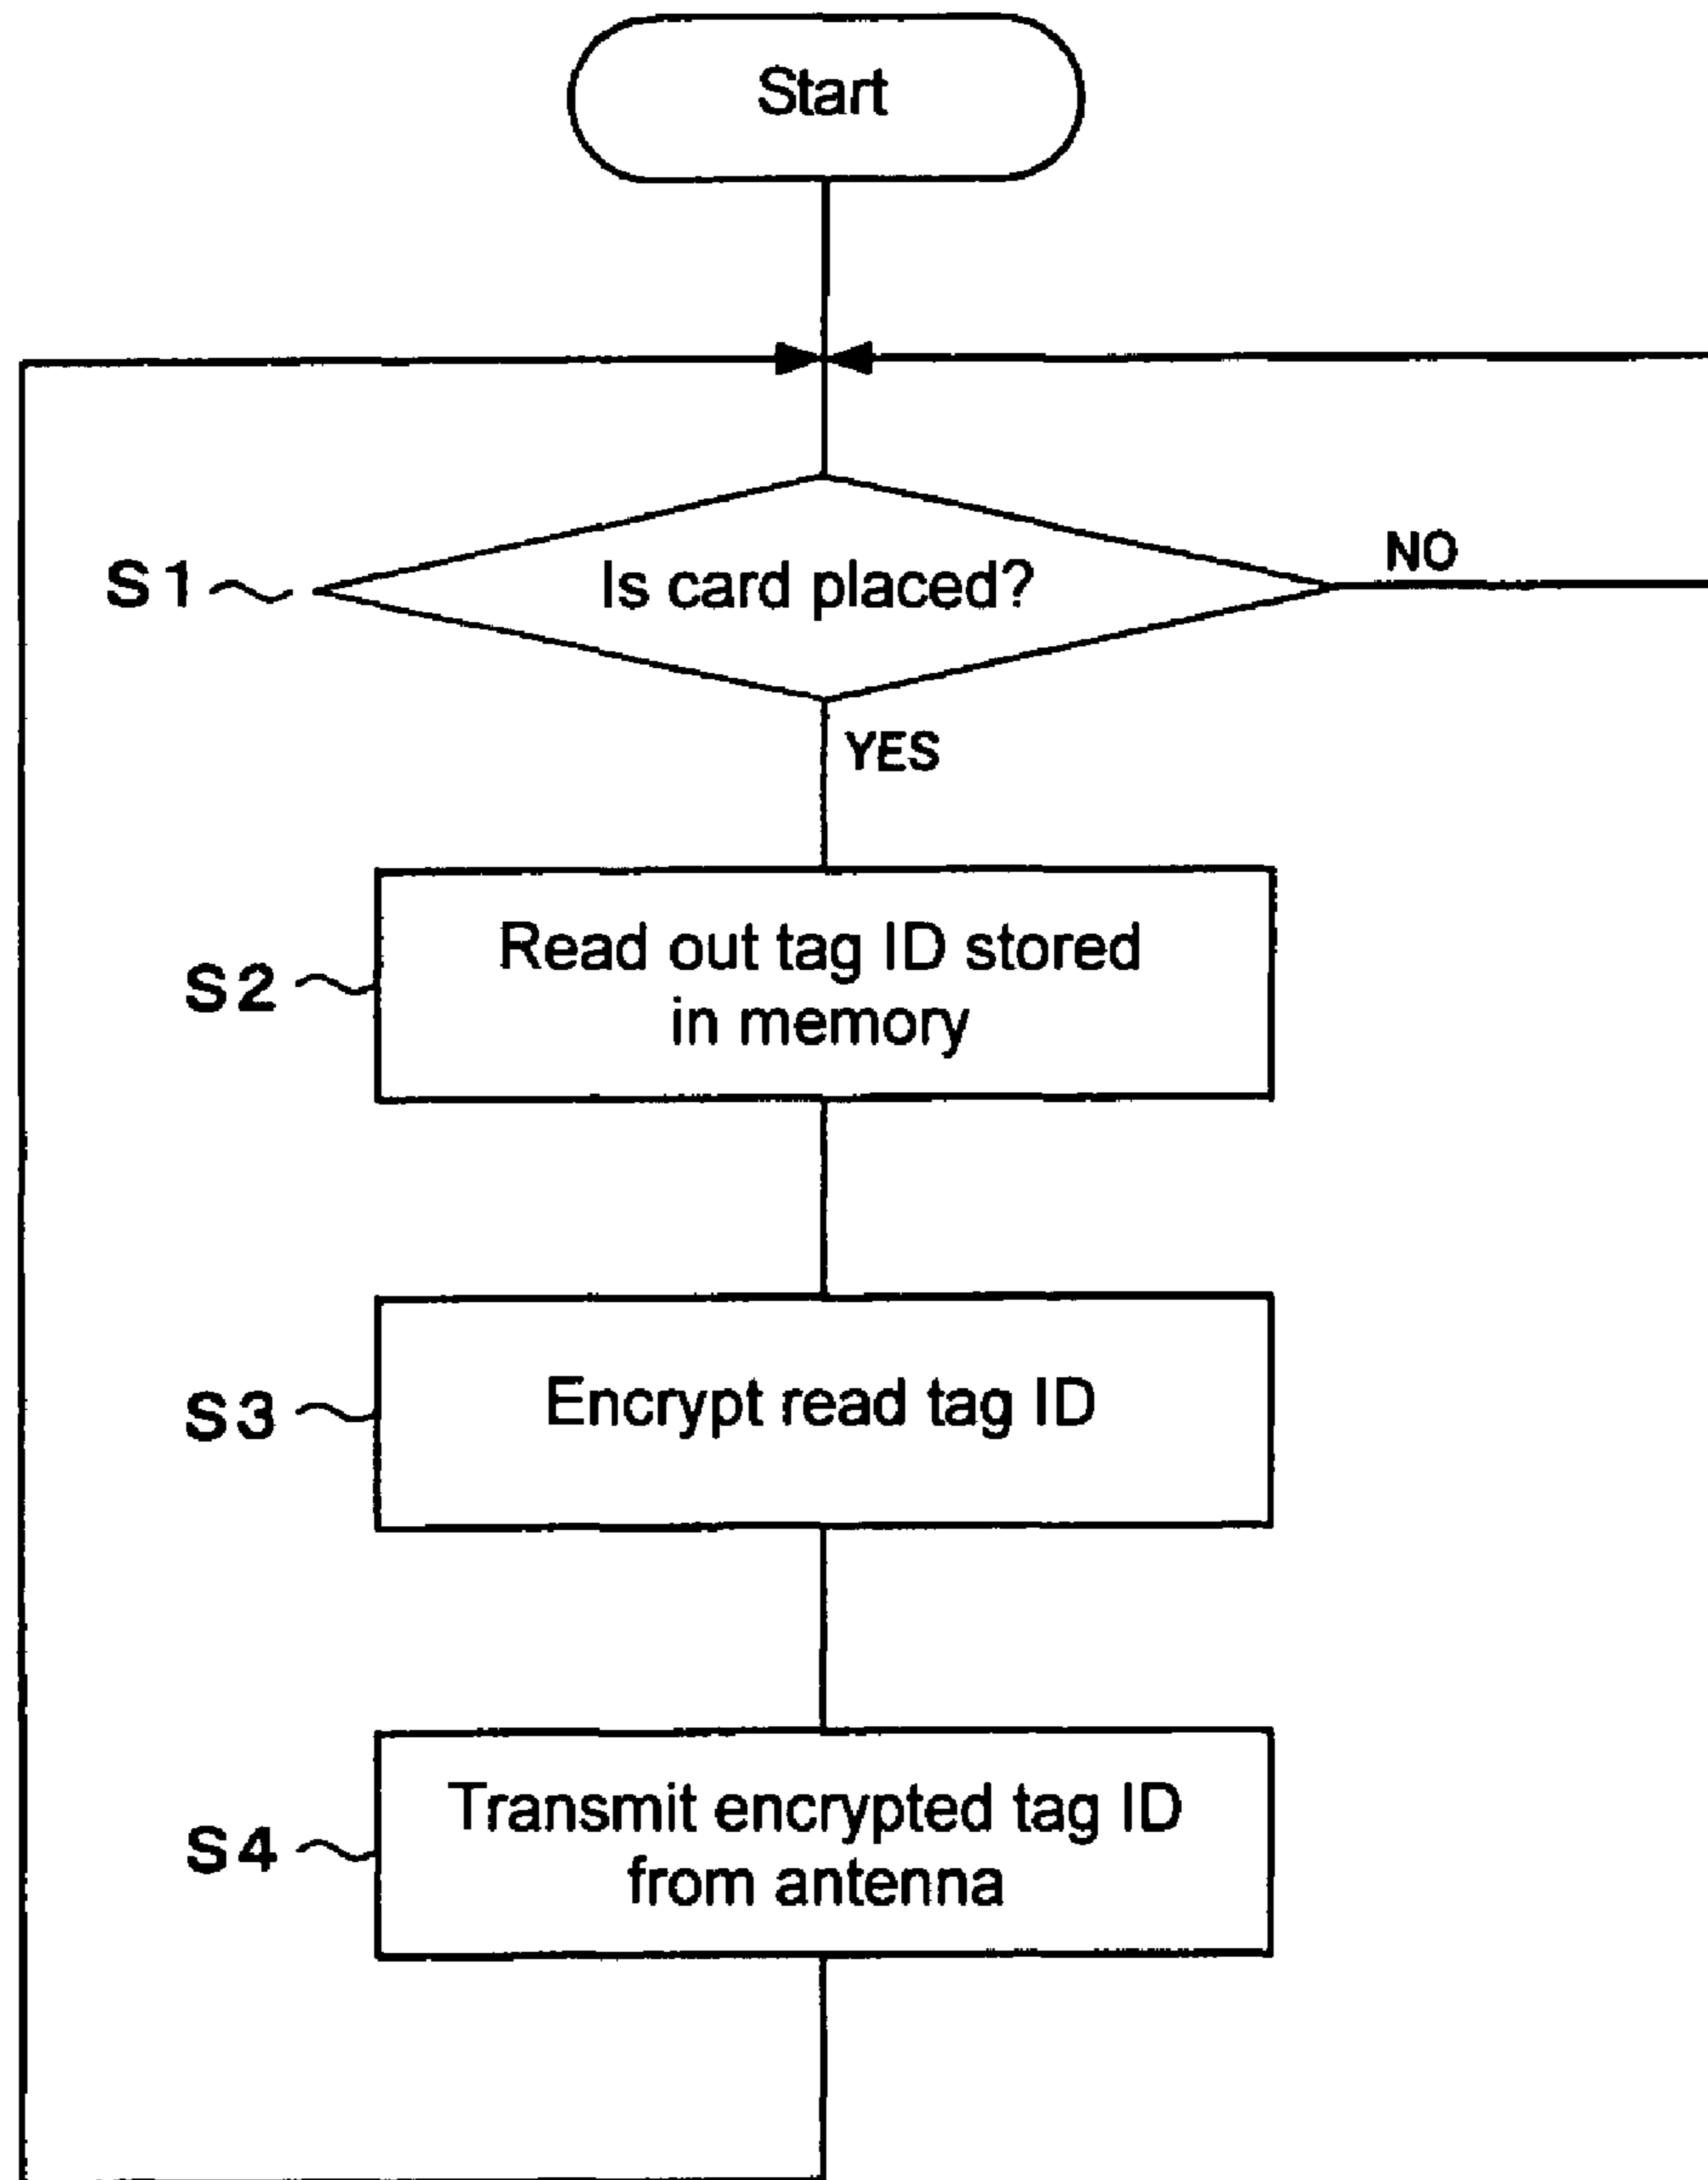 Start
S1
Is card placed?
NO
YES
S2
Read out tag ID stored
in memory
S3
Encrypt read tag ID
S4
Transmit encrypted tag ID
from antenna